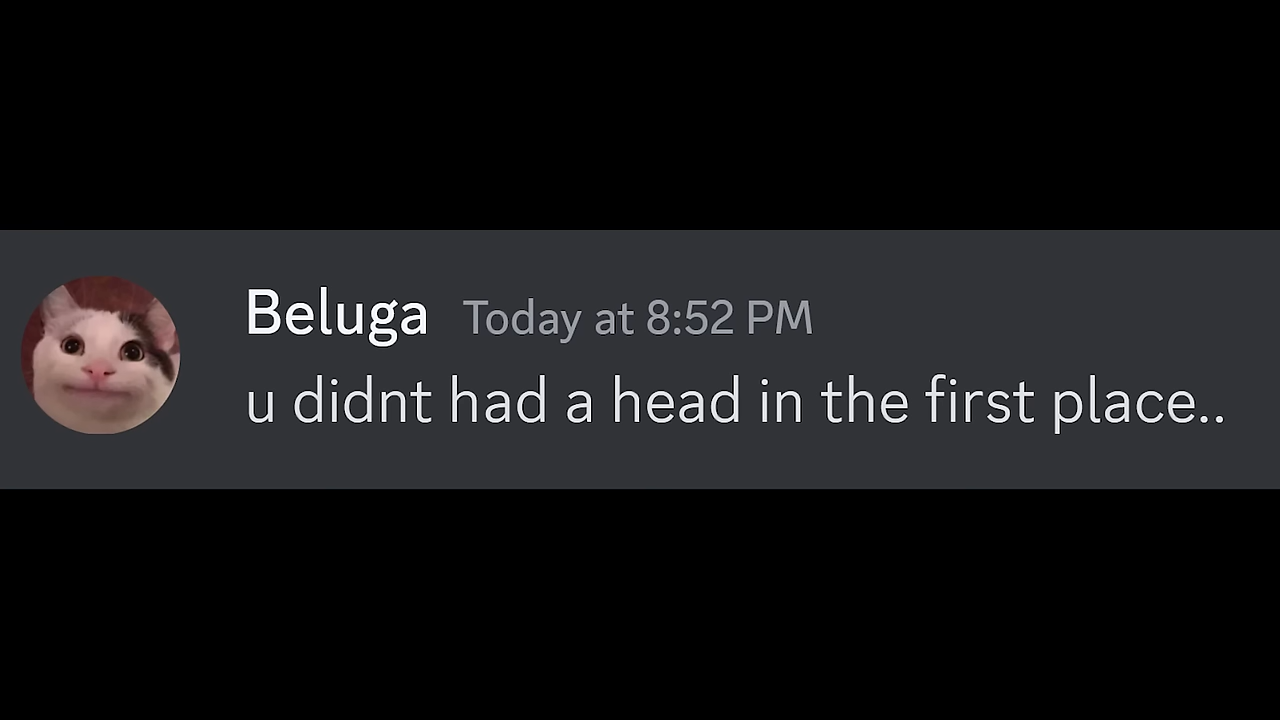 Beluga Today at 8:52 PM
u didnt had a head in the first place..